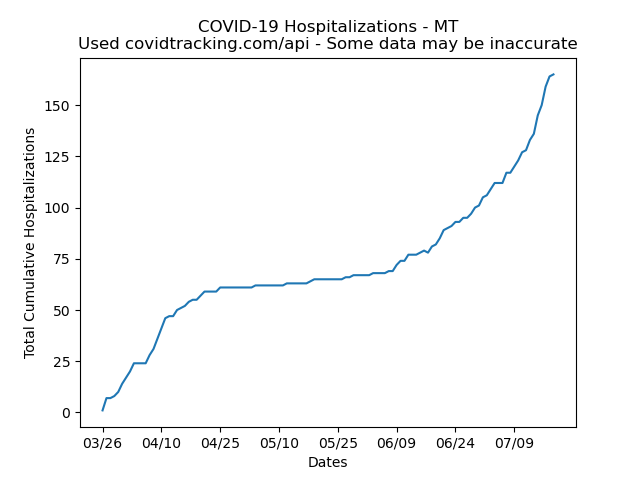 COVID-19 Hospitalizations - MT
Used covidtracking.com/api - Some data may be inaccurate
Total Cumulative Hospitalizations
150
125
100
75
50
25
0
03/26 04/10 04/25 05/10 05/25 06/09 06/24 07/09
Dates